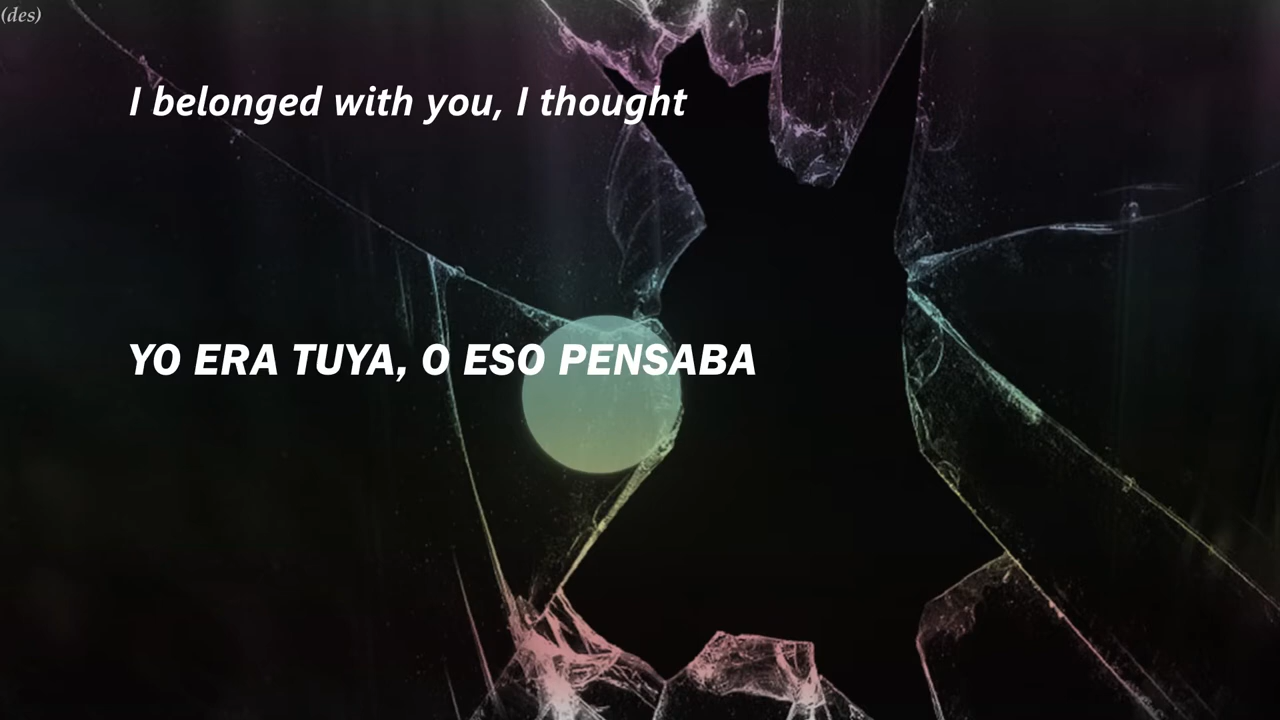 (des)
I belonged with you, I thought
YO ERA TUYA, O ESO PENSABA